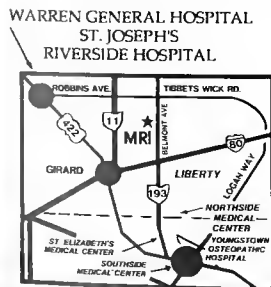 WARREN GENERAL HOSPITAL
ST. JOSEPH'S
RIVERSIDE HOSPITAL
ROBBINS AVE.
TIBBETS WICK RD.
422
11
MRI
BELMONT AVE
80
GIRARD
LIBERTY
LOGAN WAY
193
NORTHSIDE
MEDICAL
CENTER
ST ELIZABETH'S
MEDICAL CENTER
YOUNGSTOWN
OSTEOPATHIC
HOSPITAL
SOUTHSIDE
MEDICAL CENTER